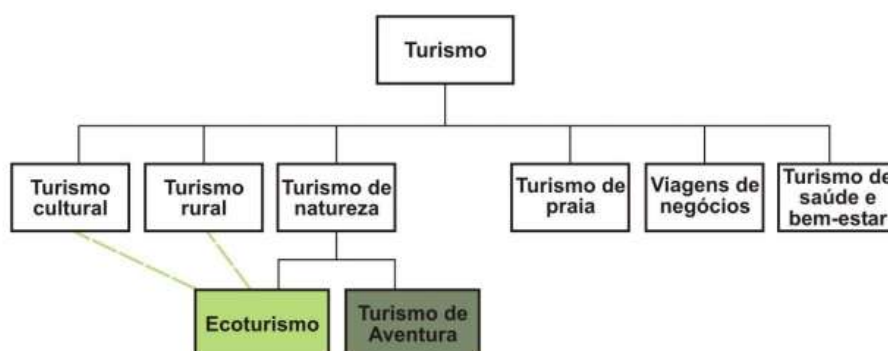 Turismo
Turismo
cultural
Turismo
rural
Turismo de
natureza
Turismo de
praia
Viagens de
negócios
Turismo de
saúde e
bem-estar
Ecoturismo
Turismo de
Aventura